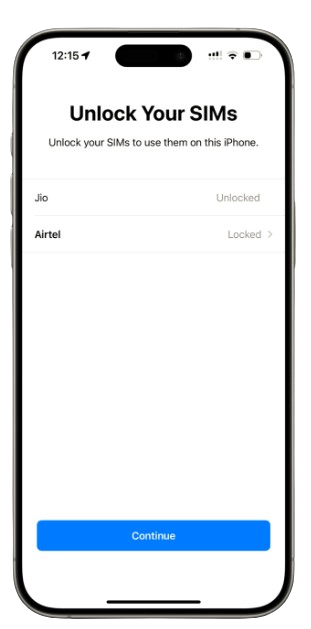 12:15
Unlock Your SIMs
Unlock your SIMs to use them on this iPhone.
Jio Unlocked
Airtel Locked
Continue